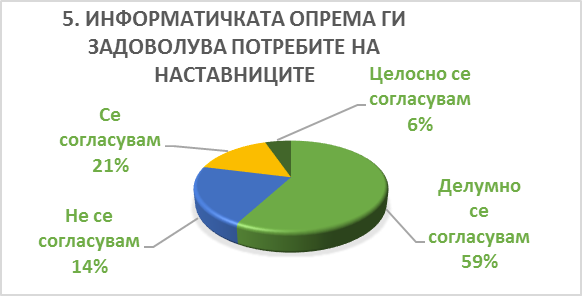 5. ИНФОРМАТИЧКАТА ОПРЕМА ГИ
ЗАДОВОЛУВА ПОТРЕБИТЕ НА
НАСТАВНИЦИТЕ
Целосно се
согласувам
6%
Се
согласувам
21%
Делумно
се
согласувам
59%
Не се
согласувам
14%